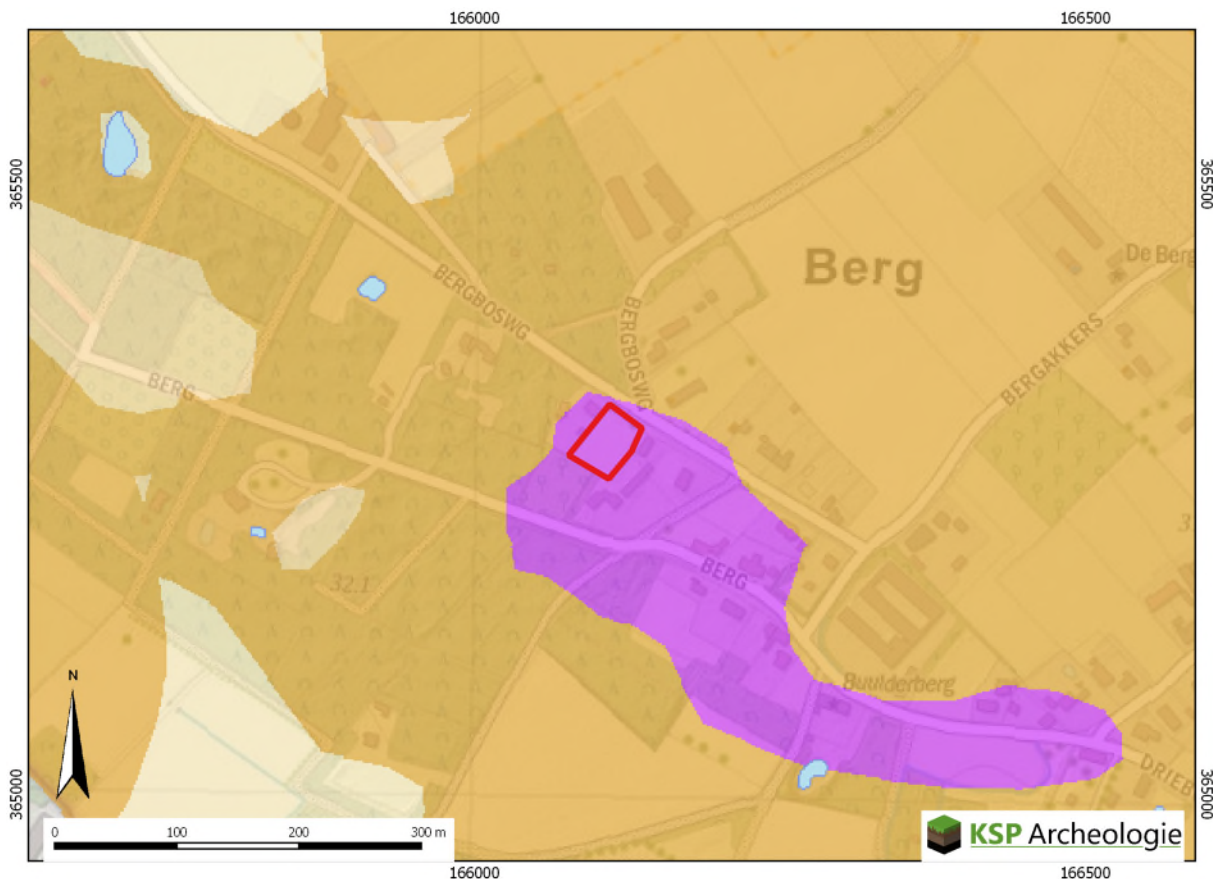 166000
166500
365500
365500
BERGBOSWG
Berg
De Berg
BERGBOSWG
BERGAKKERS
BERG
32.1
BERG
Buulderberg
N
365000
365000
DRIEB
0 100 200 300 m
KSP Archeologie
166000
166500